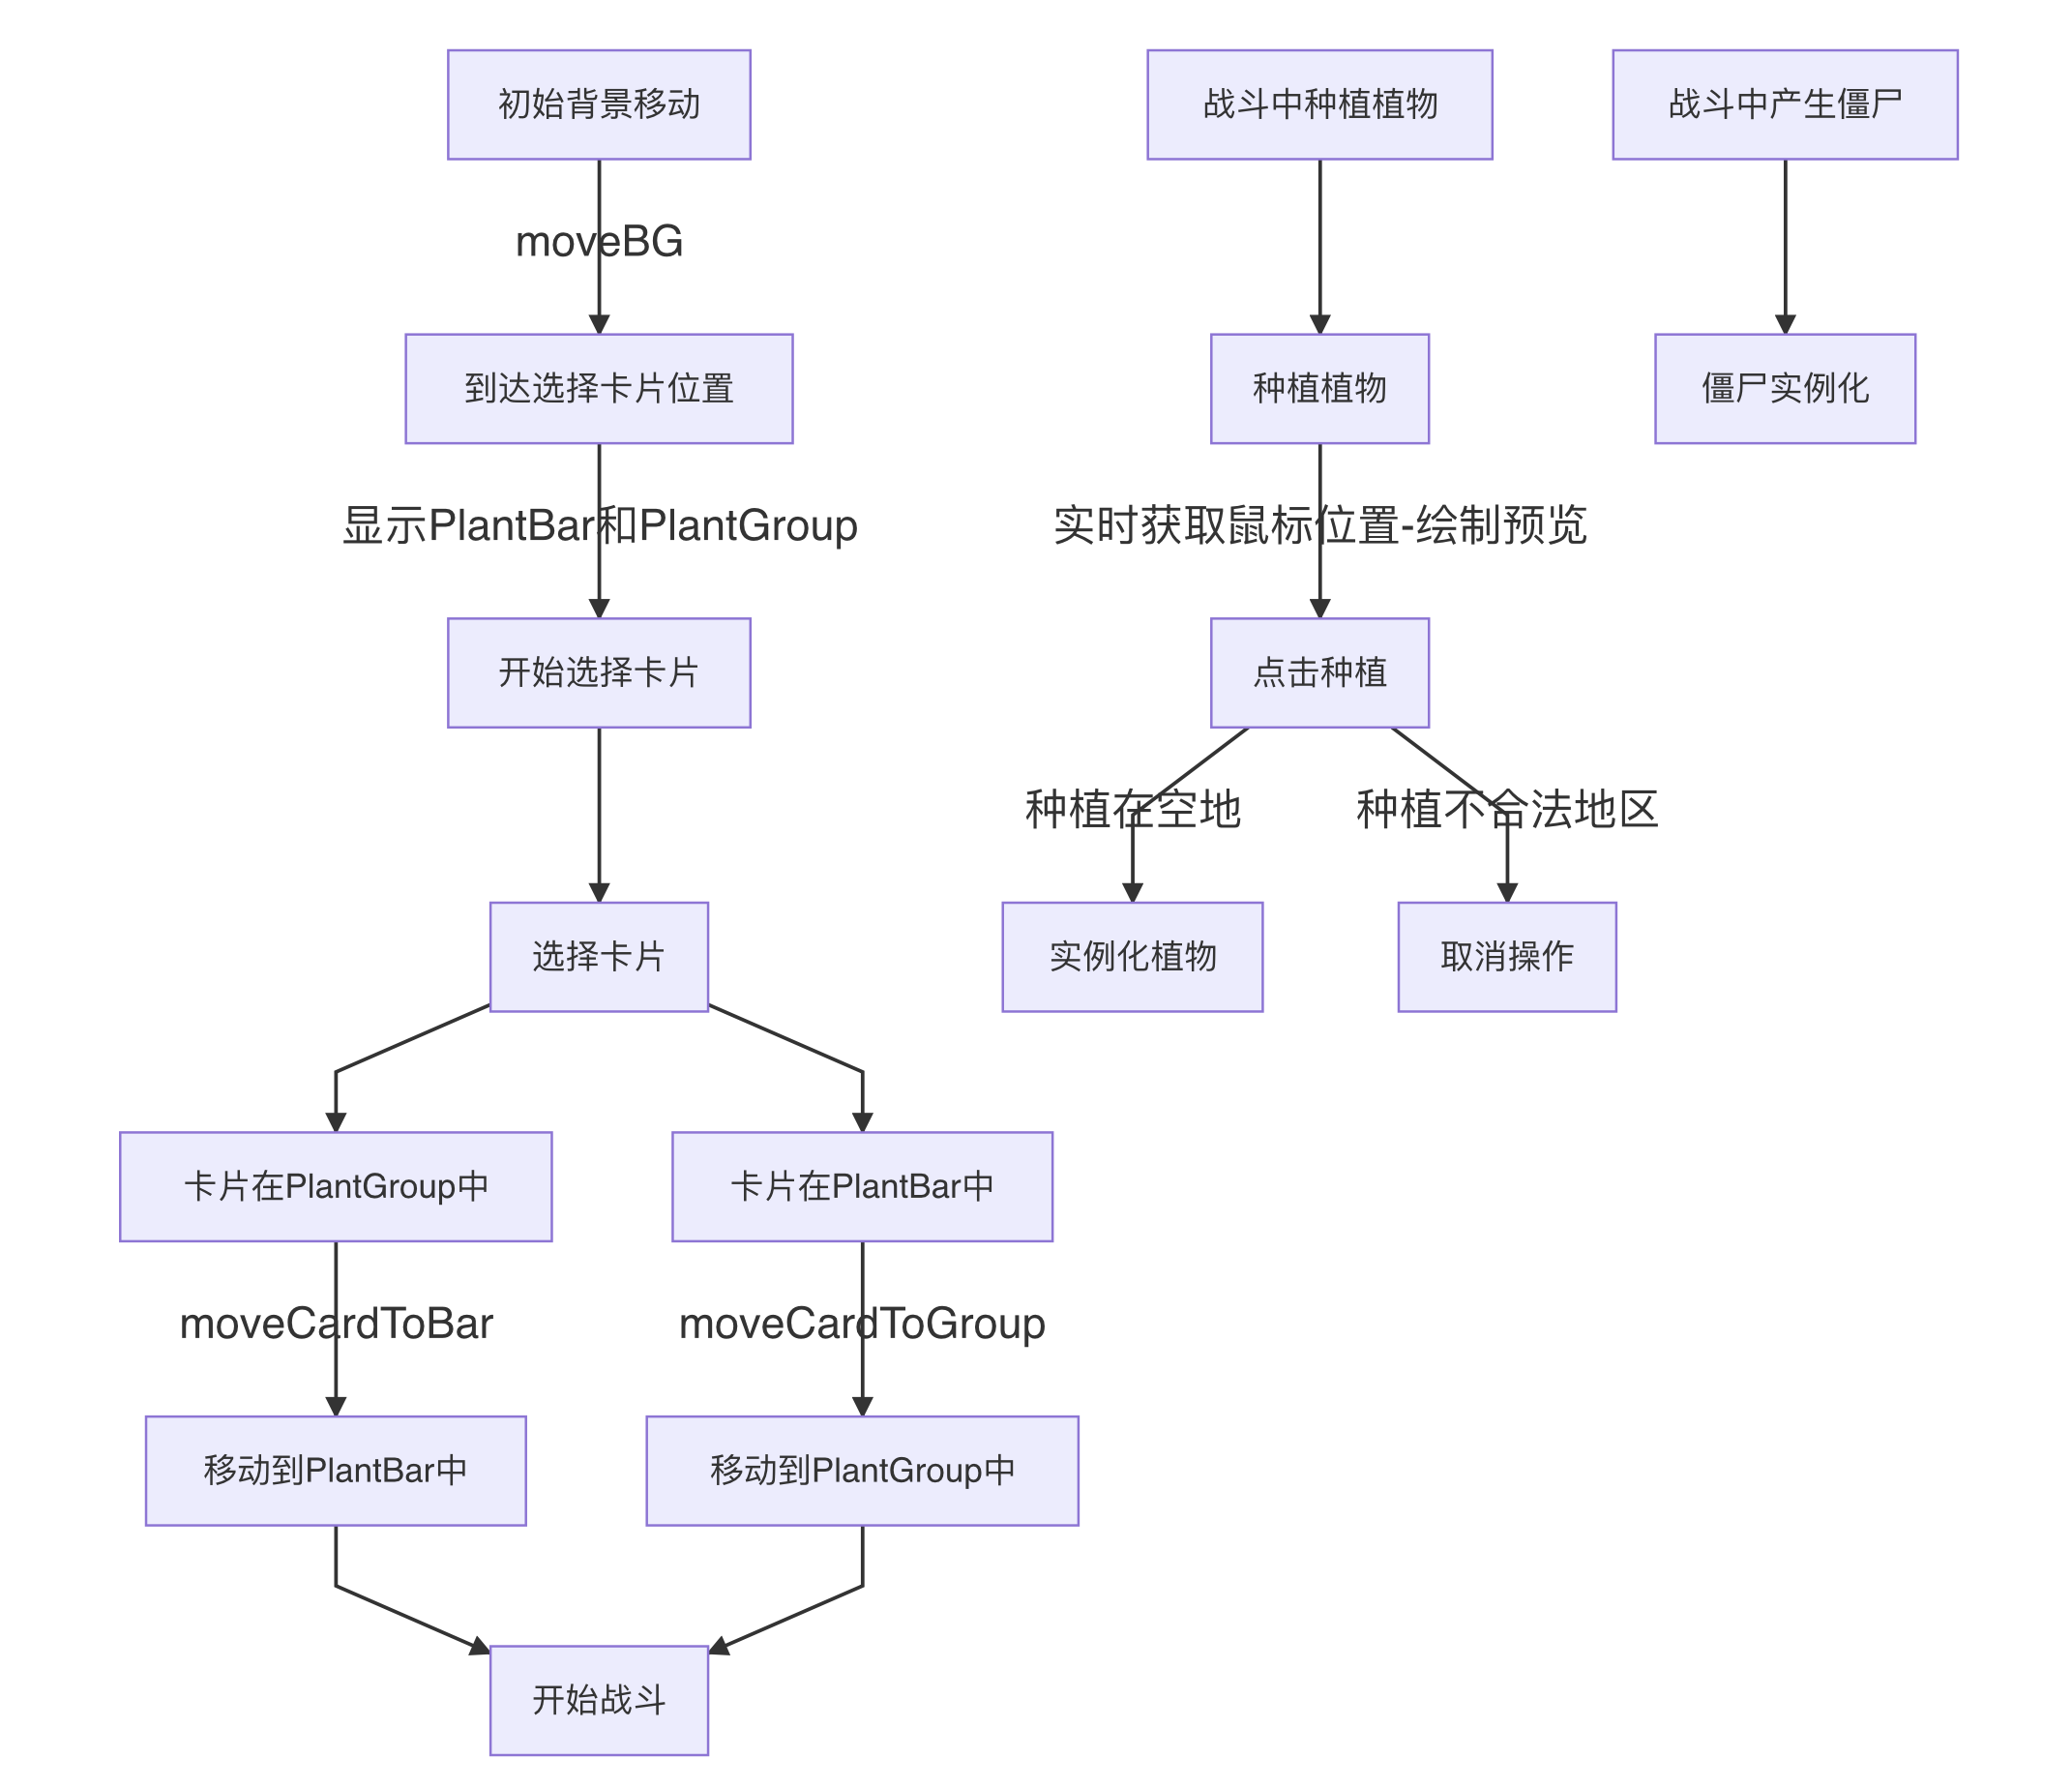 初始背景移动
战斗中种植植物
战斗中产生僵尸
moveBG
到达选择卡片位置
种植植物
僵尸实例化
显示PlantBar和PlantGroup
实时获取鼠标位置-绘制预览
开始选择卡片
点击种植
种植在空地
种植不合法地区
选择卡片
实例化植物
取消操作
卡片在PlantGroup中
卡片在PlantBar中
moveCardToBar
moveCardToGroup
移动到PlantBar中
移动到PlantGroup中
开始战斗